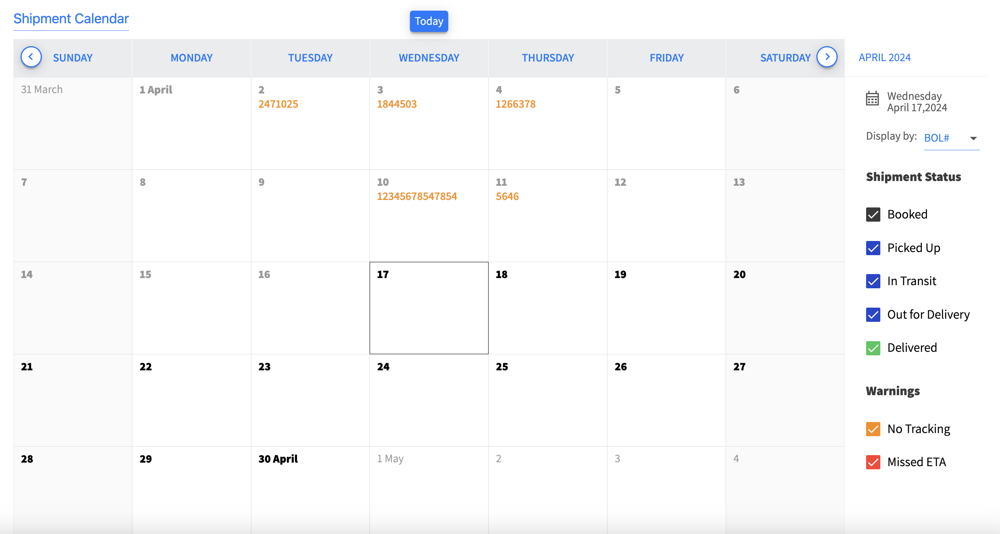 Shipment Calendar
Today
SUNDAY MONDAY TUESDAY WEDNESDAY THURSDAY FRIDAY SATURDAY
31 March 1 April 2 3 4 5 6
2471025 1844503 1266378
7 8 9 10 11 12 13
12345678547854 5646
14 15 16 17 18 19 20
21 22 23 24 25 26 27
28 29 30 April 1 May 2 3 4
APRIL 2024
Wednesday
April 17,2024
Display by: BOL#
Shipment Status
Booked
Picked Up
In Transit
Out for Delivery
Delivered
Warnings
No Tracking
Missed ETA